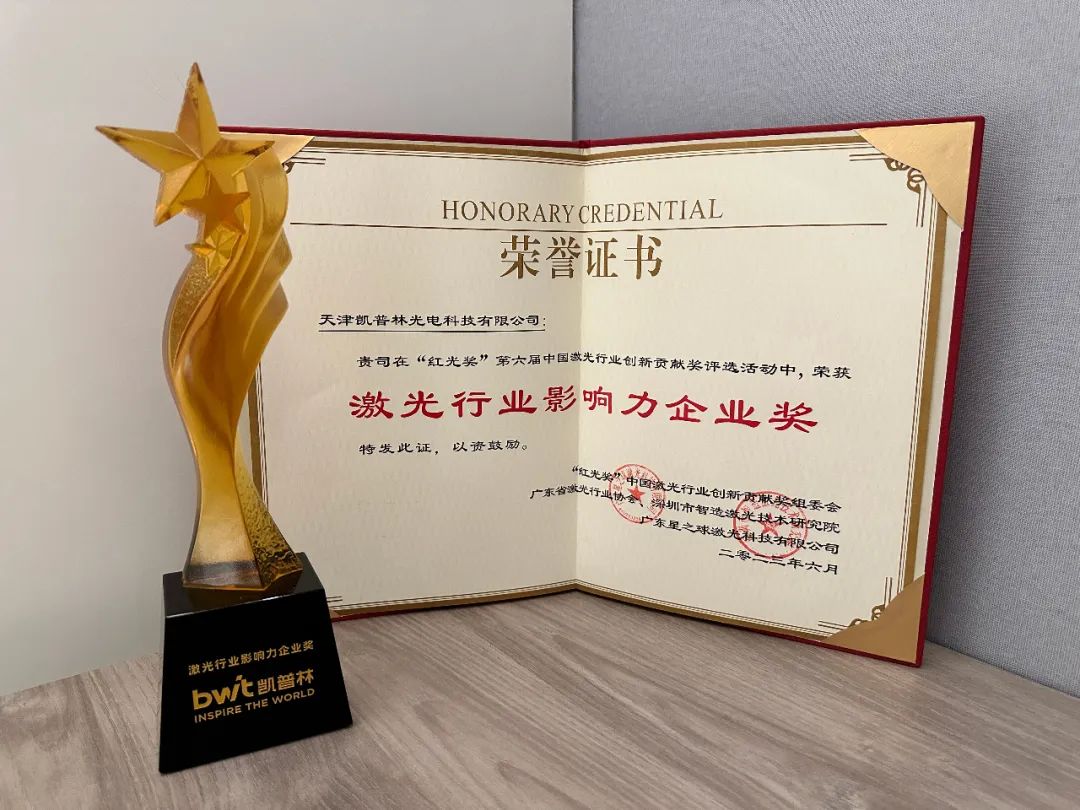 HONORARY CREDENTIAL
荣誉证书
天津凯普林光电科技有限公司：
贵司在“红光奖”第六届中国激光行业创新贡献奖评选活动中，荣获
激光行业影响力企业奖
特发此证，以资鼓励。
“红光奖”中国激光行业创新贡献奖组委会
广东省激光行业协会 深圳市智造激光技术研究院
广东星之球激光科技有限公司
二零二三年六月
激光行业影响力企业奖
bwt 凯普林
INSPIRE THE WORLD